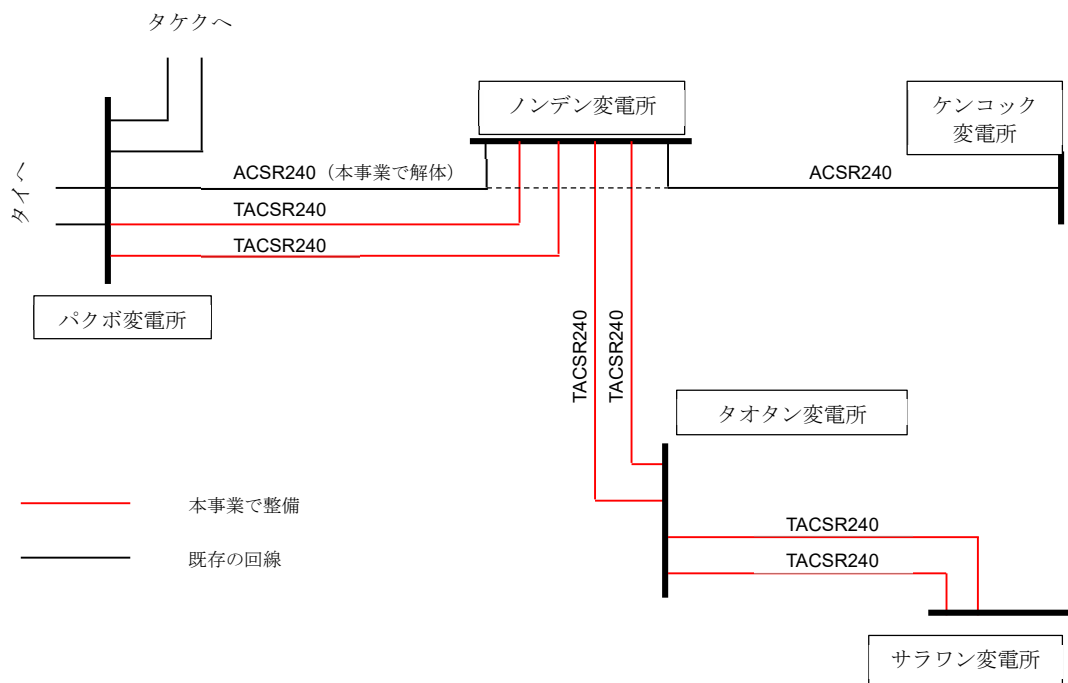 タケクへ
ノンデン変電所
ケンコック
変電所
タイへ
ACSR240（本事業で解体）
ACSR240
TACSR240
TACSR240
パクボ変電所
TACSR240
TACSR240
タオタン変電所
本事業で整備
既存の回線
TACSR240
TACSR240
サラワン変電所